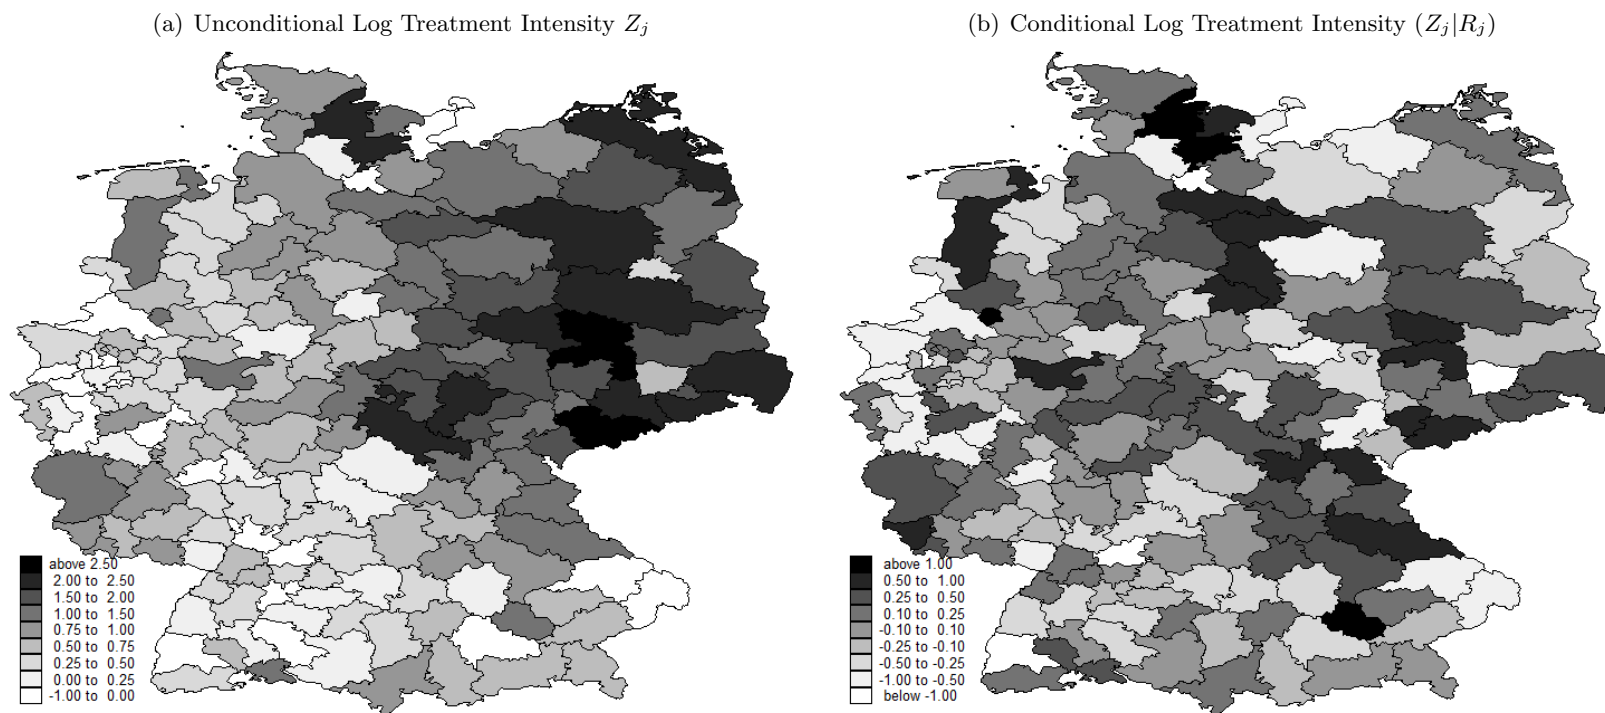 (a) Unconditional Log Treatment Intensity Zj
(b) Conditional Log Treatment Intensity (Zj|Rj)
above 2.50
2.00 to 2.50
1.50 to 2.00
1.00 to 1.50
0.75 to 1.00
0.50 to 0.75
0.25 to 0.50
0.00 to 0.25
-1.00 to 0.00
above 1.00
0.50 to 1.00
0.25 to 0.50
0.10 to 0.25
-0.10 to 0.10
-0.25 to -0.10
-0.50 to -0.25
-1.00 to -0.50
below -1.00